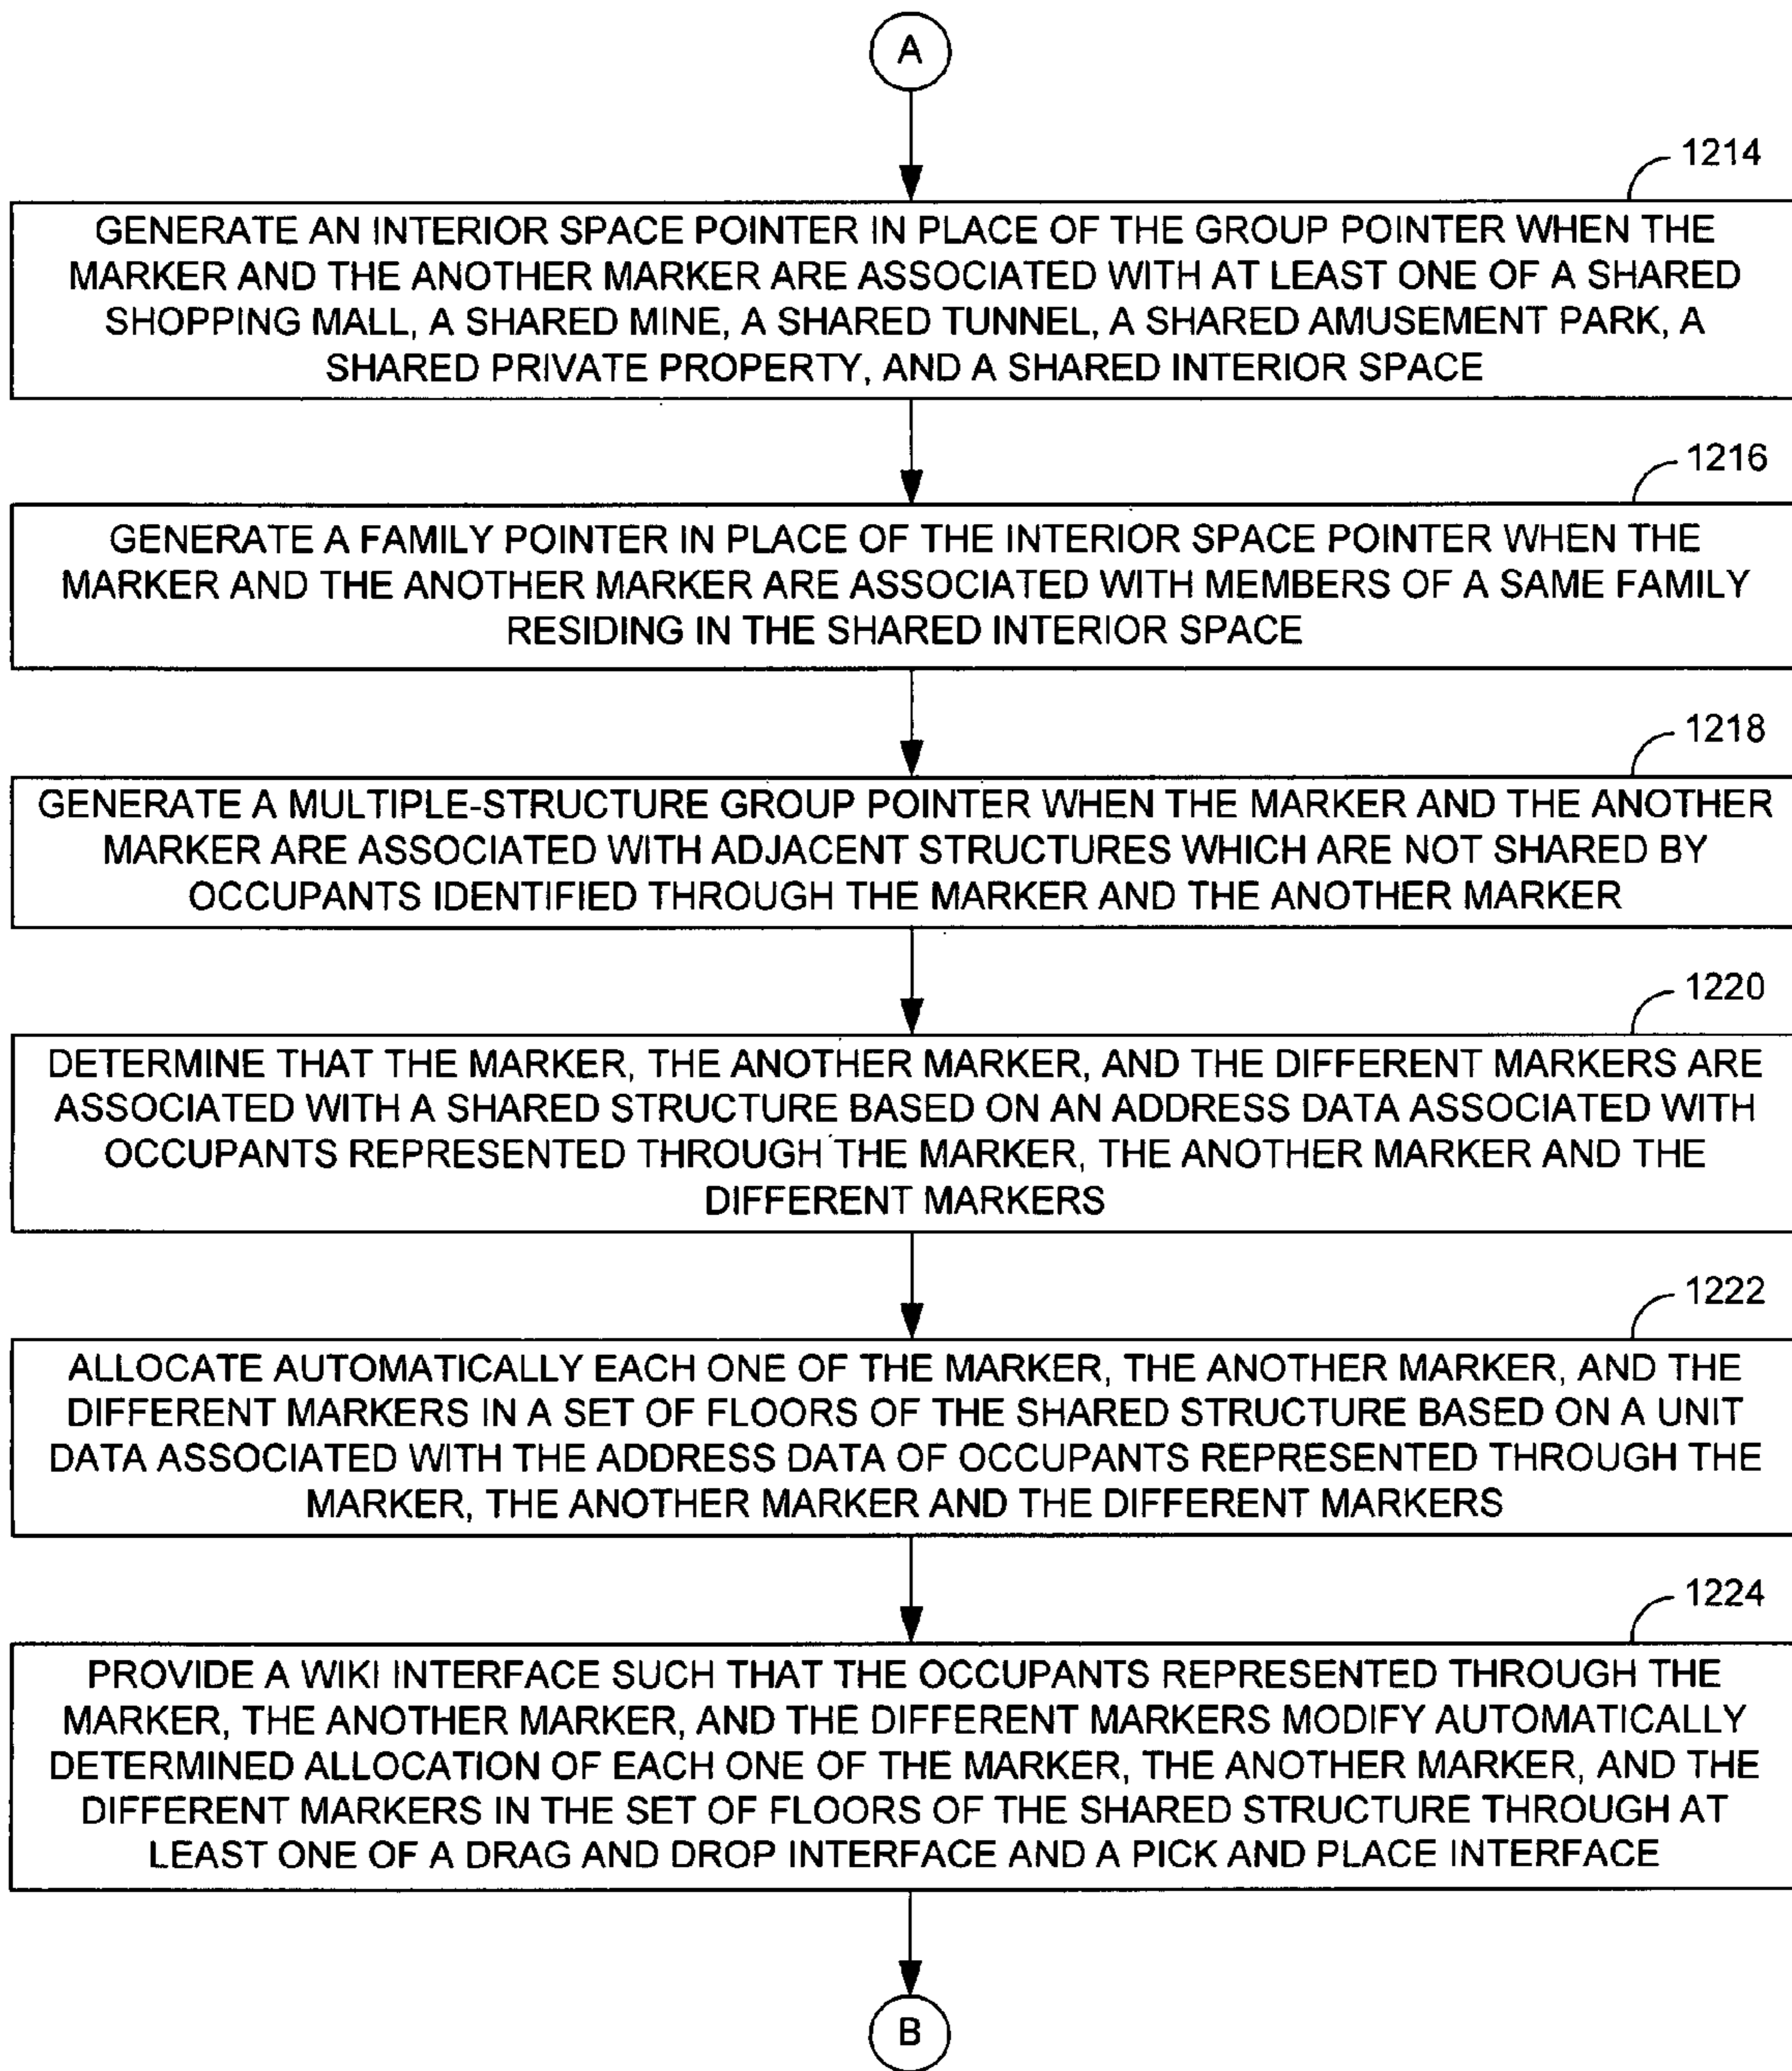 A
1214
GENERATE AN INTERIOR SPACE POINTER IN PLACE OF THE GROUP POINTER WHEN THE
MARKER AND THE ANOTHER MARKER ARE ASSOCIATED WITH AT LEAST ONE OF A SHARED
SHOPPING MALL, A SHARED MINE, A SHARED TUNNEL, A SHARED AMUSEMENT PARK, A
SHARED PRIVATE PROPERTY, AND A SHARED INTERIOR SPACE
1216
GENERATE A FAMILY POINTER IN PLACE OF THE INTERIOR SPACE POINTER WHEN THE
MARKER AND THE ANOTHER MARKER ARE ASSOCIATED WITH MEMBERS OF A SAME FAMILY
RESIDING IN THE SHARED INTERIOR SPACE
1218
GENERATE A MULTIPLE-STRUCTURE GROUP POINTER WHEN THE MARKER AND THE ANOTHER
MARKER ARE ASSOCIATED WITH ADJACENT STRUCTURES WHICH ARE NOT SHARED BY
OCCUPANTS IDENTIFIED THROUGH THE MARKER AND THE ANOTHER MARKER
1220
DETERMINE THAT THE MARKER, THE ANOTHER MARKER, AND THE DIFFERENT MARKERS ARE
ASSOCIATED WITH A SHARED STRUCTURE BASED ON AN ADDRESS DATA ASSOCIATED WITH
OCCUPANTS REPRESENTED THROUGH THE MARKER, THE ANOTHER MARKER AND THE
DIFFERENT MARKERS
1222
ALLOCATE AUTOMATICALLY EACH ONE OF THE MARKER, THE ANOTHER MARKER, AND THE
DIFFERENT MARKERS IN A SET OF FLOORS OF THE SHARED STRUCTURE BASED ON A UNIT
DATA ASSOCIATED WITH THE ADDRESS DATA OF OCCUPANTS REPRESENTED THROUGH THE
MARKER, THE ANOTHER MARKER AND THE DIFFERENT MARKERS
1224
PROVIDE A WIKI INTERFACE SUCH THAT THE OCCUPANTS REPRESENTED THROUGH THE
MARKER, THE ANOTHER MARKER, AND THE DIFFERENT MARKERS MODIFY AUTOMATICALLY
DETERMINED ALLOCATION OF EACH ONE OF THE MARKER, THE ANOTHER MARKER, AND THE
DIFFERENT MARKERS IN THE SET OF FLOORS OF THE SHARED STRUCTURE THROUGH AT
LEAST ONE OF A DRAG AND DROP INTERFACE AND A PICK AND PLACE INTERFACE
B